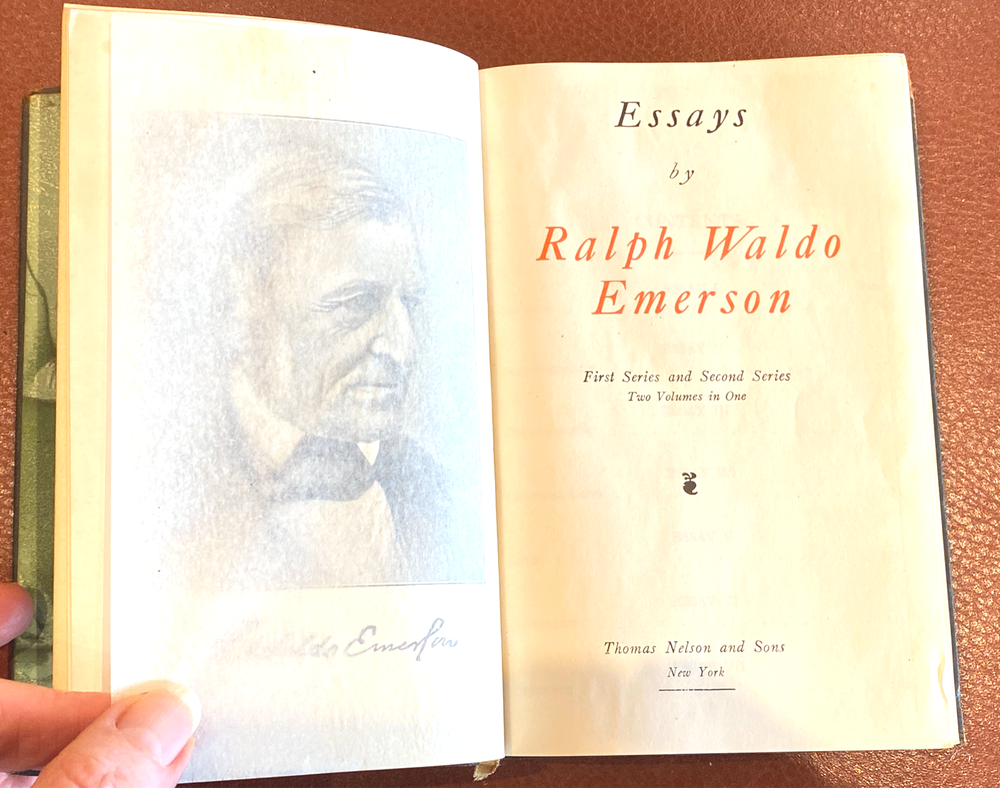 Emerson
Essays
by
Ralph Waldo
Emerson
First Series and Second Series
Two Volumes in One
Thomas Nelson and Sons
New York